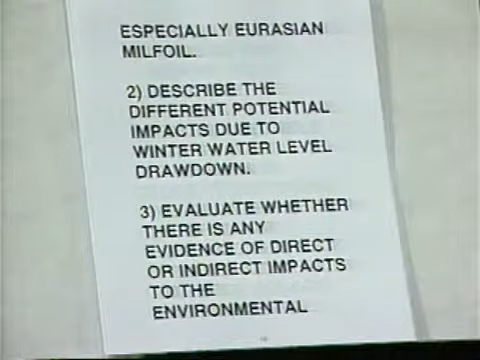 ESPECIALLY EURASIAN
MILFOIL.
2) DESCRIBE THE
DIFFERENT POTENTIAL
IMPACTS DUE TO
WINTER WATER LEVEL
DRAWDOWN.
3) EVALUATE WHETHER
THERE IS ANY
EVIDENCE OF DIRECT
OR INDIRECT IMPACTS
TO THE
ENVIRONMENTAL